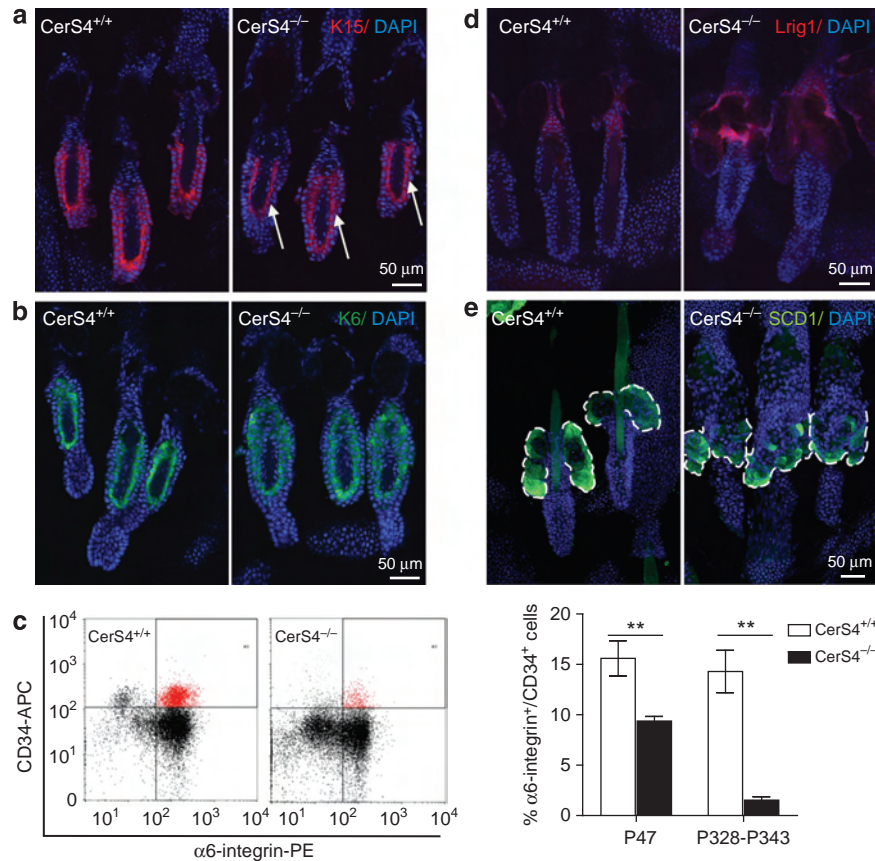 a
CerS4+/+
CerS4–/– K15/ DAPI
50 μm
b
CerS4+/+
CerS4–/– K6/ DAPI
50 μm
c
CerS4+/+
CerS4–/–
CD34-APC
10⁴
10³
10²
10¹
0
10¹ 10² 10³ 10⁴
10¹ 10² 10³ 10⁴
α6-integrin-PE
d
CerS4+/+
CerS4–/– Lrig1/ DAPI
50 μm
e
CerS4+/+
CerS4–/– SCD1/ DAPI
50 μm
% α6-integrin+/CD34+ cells
20
15
10
5
0
**
**
CerS4+/+
CerS4–/–
P47
P328-P343